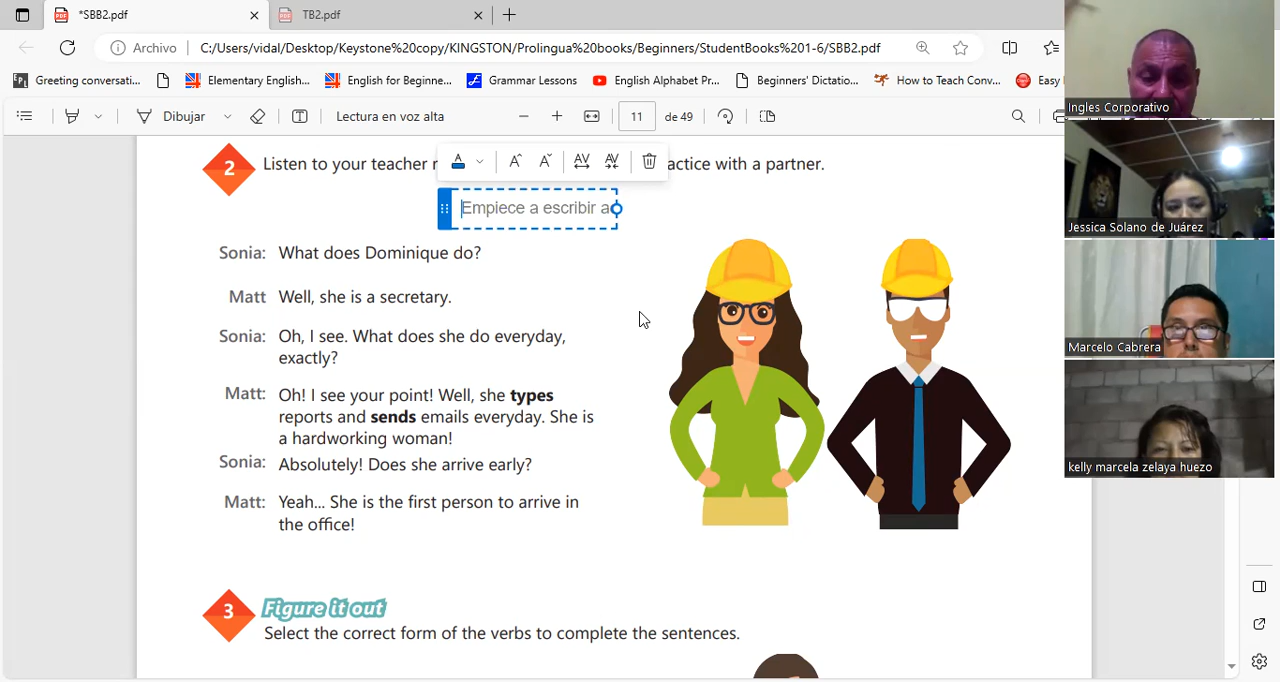 *SBB2.pdf
TB2.pdf
Archivo
C:/Users/vidal/Desktop/Keystone%20copy/KINGSTON/Prolingua%20books/Beginners/StudentBooks%201-6/SBB2.pdf
Greeting conversati...
Elementary English...
English for Beginne...
Grammar Lessons
English Alphabet Pr...
Beginners' Dictatio...
How to Teach Conv...
Easy
Dibujar
Lectura en voz alta
11
de 49
2
Listen to your teacher
actice with a partner.
Empiece a escribir a
Sonia: What does Dominique do?
Matt Well, she is a secretary.
Sonia: Oh, I see. What does she do everyday,
exactly?
Matt: Oh! I see your point! Well, she types
reports and sends emails everyday. She is
a hardworking woman!
Sonia: Absolutely! Does she arrive early?
Matt: Yeah... She is the first person to arrive in
the office!
3
Figure it out
Select the correct form of the verbs to complete the sentences.
Ingles Corporativo
Jessica Solano de Juárez
Marcelo Cabrera
kelly marcela zelaya huezo